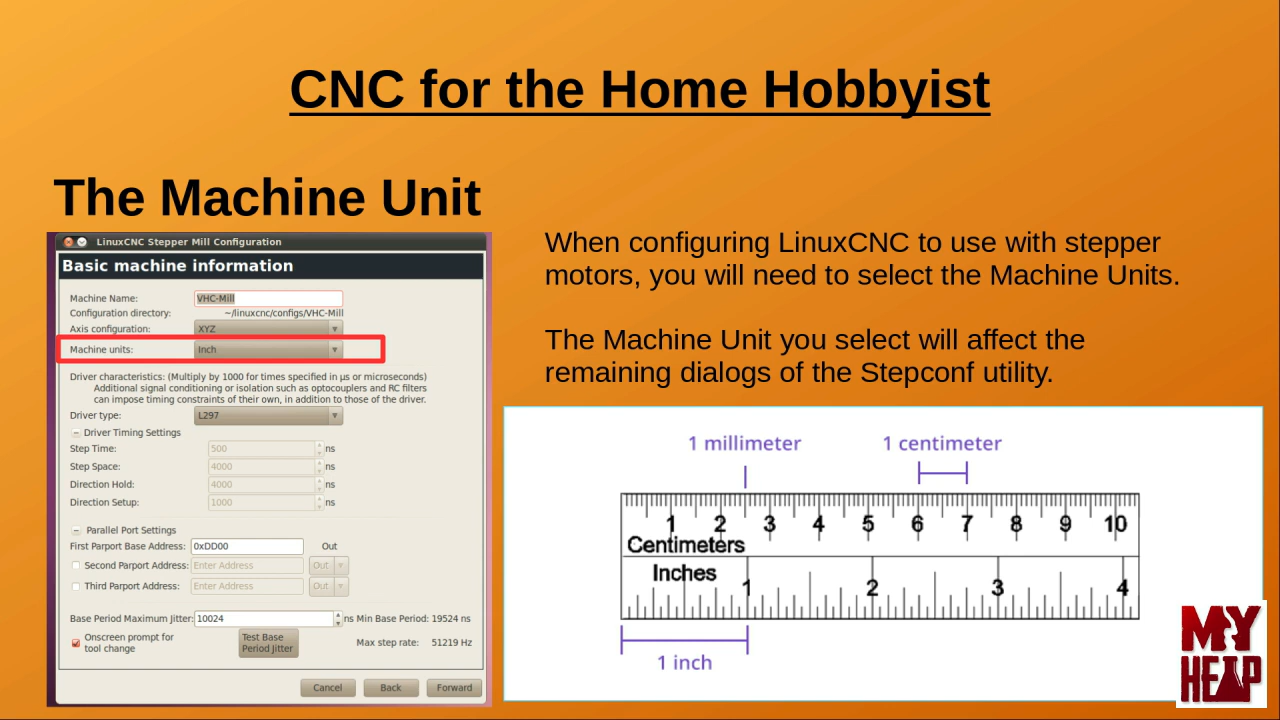 CNC for the Home Hobbyist
The Machine Unit
LinuxCNC Stepper Mill Configuration
Basic machine information
Machine Name: VHC-Mill
Configuration directory: ~/linuxcnc/configs/VHC-Mill
Axis configuration: XYZ
Machine units: Inch
Driver characteristics: (Multiply by 1000 for times specified in µs or microseconds)
Additional signal conditioning or isolation such as optocouplers and RC filters
can impose timing constraints of their own, in addition to those of the driver.
Driver type: L297
Driver Timing Settings
Step Time: 500 ns
Step Space: 4000 ns
Direction Hold: 4000 ns
Direction Setup: 1000 ns
Parallel Port Settings
First Parport Base Address: 0xDD00 Out
Second Parport Address: Enter Address Out
Third Parport Address: Enter Address Out
Base Period Maximum Jitter: 10024 ns Min Base Period: 19524 ns
Onscreen prompt for
tool change
Test Base
Period Jitter
Max step rate: 51219 Hz
Cancel Back Forward
When configuring LinuxCNC to use with stepper
motors, you will need to select the Machine Units.
The Machine Unit you select will affect the
remaining dialogs of the Stepconf utility.
1 millimeter 1 centimeter
1 2 3 4 5 6 7 8 9 10
Centimeters
Inches
1 2 3 4
1 inch
MY
HEAP